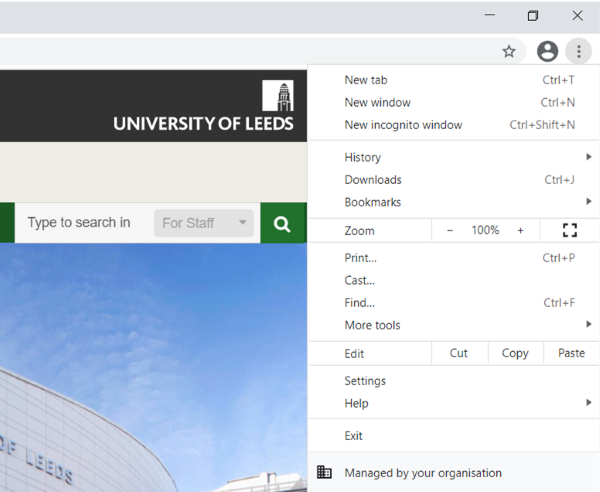 UNIVERSITY OF LEEDS
Type to search in For Staff
OF LEEDS
New tab Ctrl+T
New window Ctrl+N
New incognito window Ctrl+Shift+N
History
Downloads Ctrl+J
Bookmarks
Zoom - 100% +
Print... Ctrl+P
Cast...
Find... Ctrl+F
More tools
Edit Cut Copy Paste
Settings
Help
Exit
Managed by your organisation